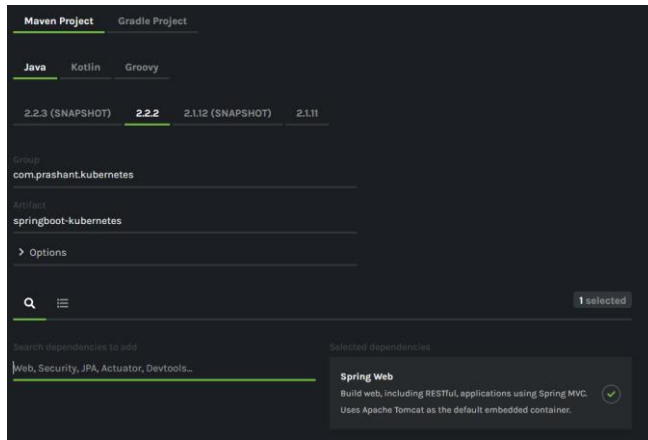 Maven Project Gradle Project
Java Kotlin Groovy
2.2.3 (SNAPSHOT) 2.2.2 2.1.12 (SNAPSHOT) 2.1.11
Group
com.prashant.kubernetes
Artifact
springboot-kubernetes
> Options
1 selected
Search dependencies to add
Selected dependencies
Web, Security, JPA, Actuator, Devtools...
Spring Web
Build web, including RESTful, applications using Spring MVC.
Uses Apache Tomcat as the default embedded container.